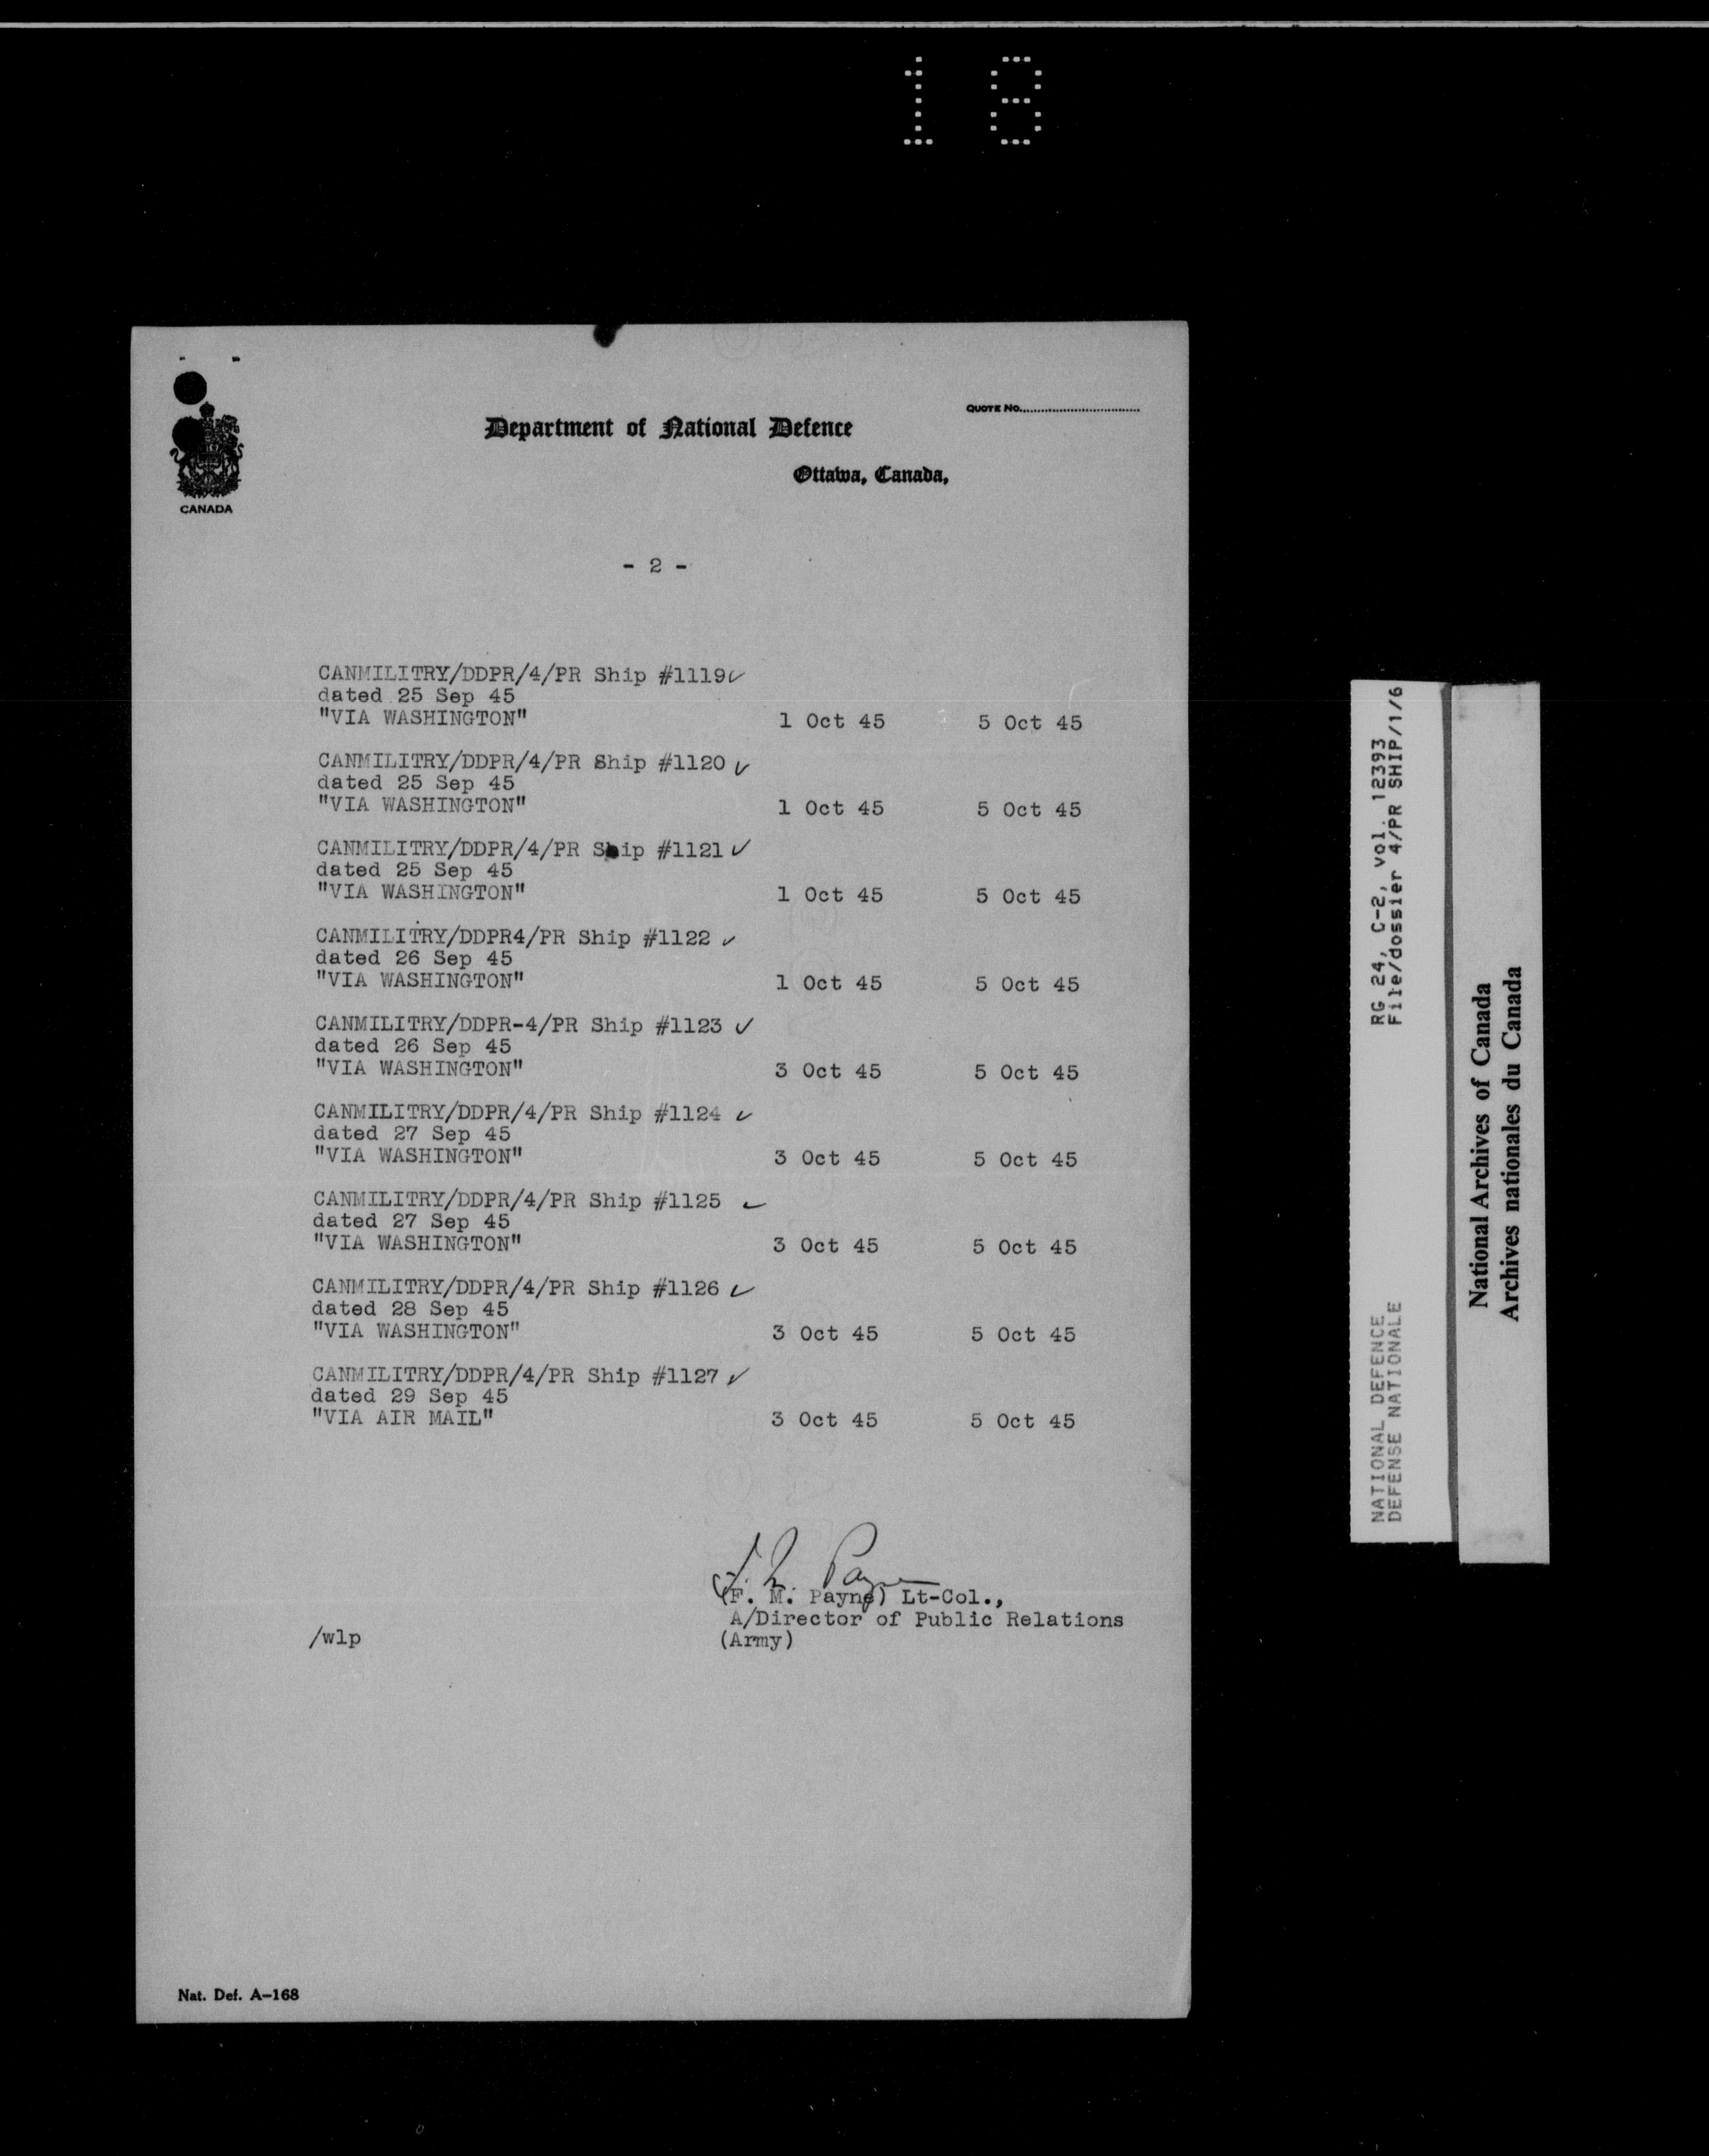 18
QUOTE No.
Department of National Defence
Ottawa, Canada,
CANADA
- 2 -
CANMILITRY/DDPR/4/PR Ship #1119 ✓
dated 25 Sep 45
"VIA WASHINGTON" 1 Oct 45 5 Oct 45
CANMILITRY/DDPR/4/PR Ship #1120 ✓
dated 25 Sep 45
"VIA WASHINGTON" 1 Oct 45 5 Oct 45
CANMILITRY/DDPR/4/PR Ship #1121 ✓
dated 25 Sep 45
"VIA WASHINGTON" 1 Oct 45 5 Oct 45
CANMILITRY/DDPR4/PR Ship #1122 ✓
dated 26 Sep 45
"VIA WASHINGTON" 1 Oct 45 5 Oct 45
CANMILITRY/DDPR-4/PR Ship #1123 ✓
dated 26 Sep 45
"VIA WASHINGTON" 3 Oct 45 5 Oct 45
CANMILITRY/DDPR/4/PR Ship #1124 ✓
dated 27 Sep 45
"VIA WASHINGTON" 3 Oct 45 5 Oct 45
CANMILITRY/DDPR/4/PR Ship #1125 ✓
dated 27 Sep 45
"VIA WASHINGTON" 3 Oct 45 5 Oct 45
CANMILITRY/DDPR/4/PR Ship #1126 ✓
dated 28 Sep 45
"VIA WASHINGTON" 3 Oct 45 5 Oct 45
CANMILITRY/DDPR/4/PR Ship #1127 ✓
dated 29 Sep 45
"VIA AIR MAIL" 3 Oct 45 5 Oct 45
F. M. Payne
(F. M. Payne) Lt-Col.,
A/Director of Public Relations
/wlp (Army)
Nat. Def. A-168
NATIONAL DEFENCE RG 24, C-2, vol. 12393
DEFENSE NATIONALE File/dossier 4/PR SHIP/1/6
National Archives of Canada
Archives nationales du Canada